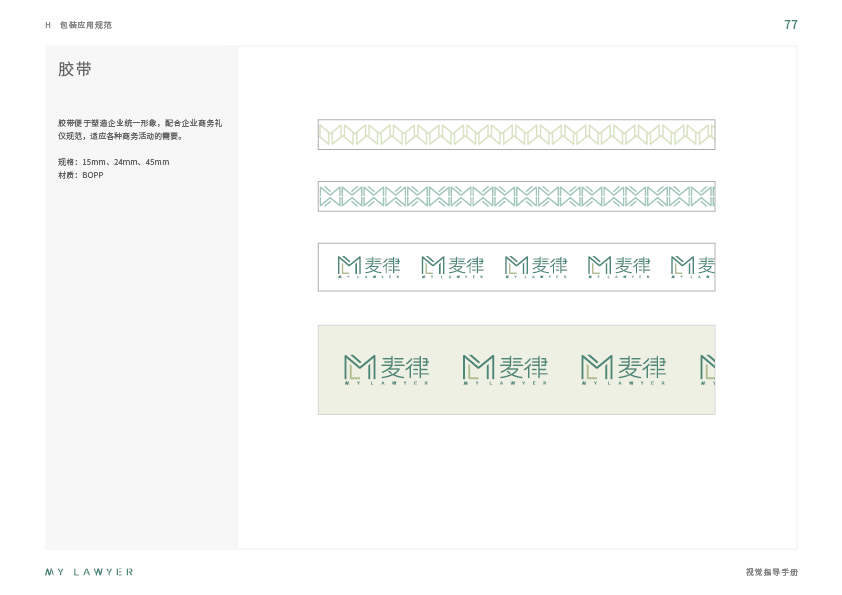 H 包装应用规范
77
胶带
胶带便于塑造企业统一形象，配合企业商务礼
仪规范，适应各种商务活动的需要。
规格：15mm、24mm、45mm
材质：BOPP
麦律 麦律 麦律 麦律 麦
MY LAWYER MY LAWYER MY LAWYER MY LAWYER MY LAW
麦律 麦律 麦律
MY LAWYER MY LAWYER MY LAWYER MY
MY LAWYER
视觉指导手册